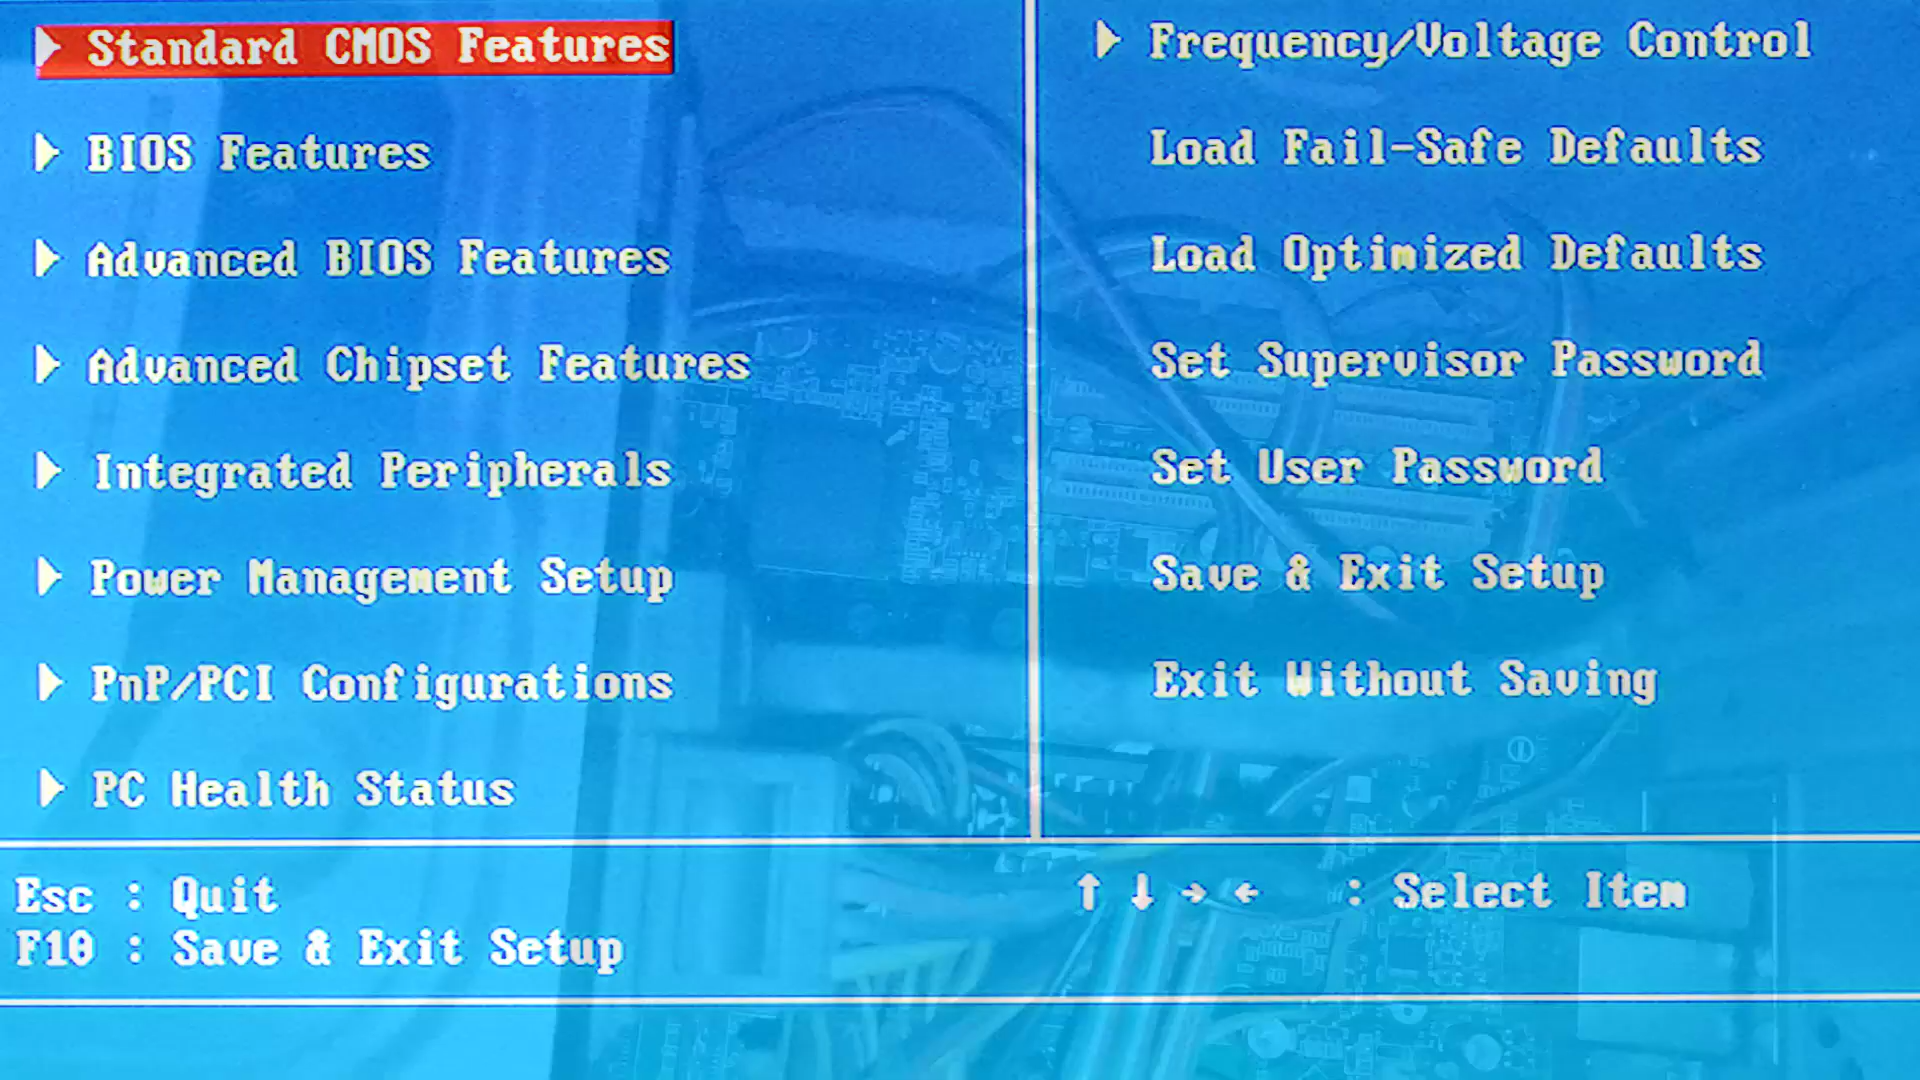 Standard CMOS Features
BIOS Features
Advanced BIOS Features
Advanced Chipset Features
Integrated Peripherals
Power Management Setup
PnP/PCI Configurations
PC Health Status
Frequency/Voltage Control
Load Fail-Safe Defaults
Load Optimized Defaults
Set Supervisor Password
Set User Password
Save & Exit Setup
Exit Without Saving
Esc : Quit
F10 : Save & Exit Setup
↑ ↓ → ← : Select Item